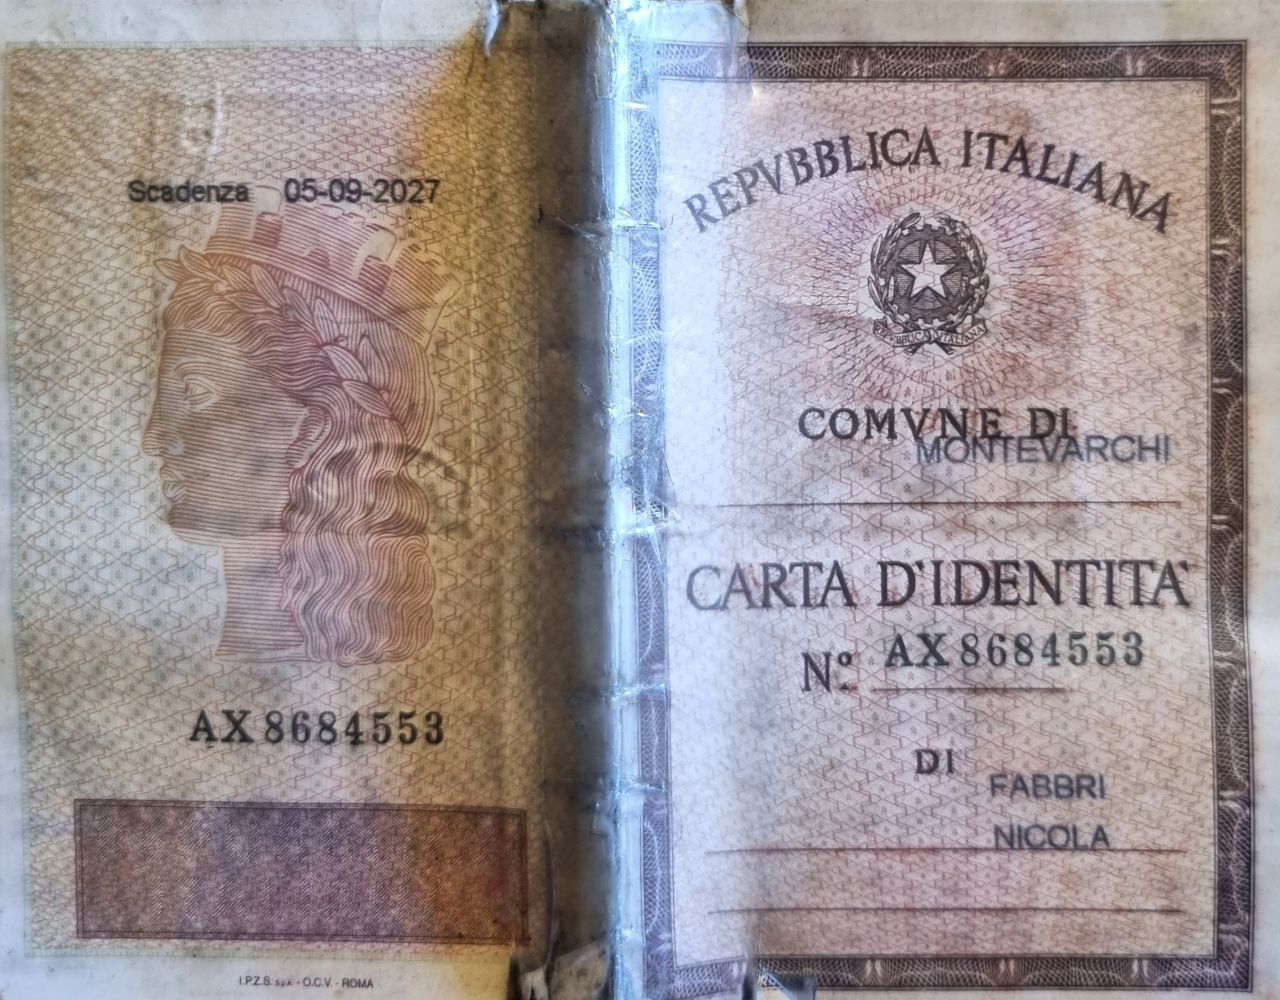 Scadenza 05-09-2027
AX 8684553
I.P.Z.S. S.p.A. - O.C.V. - ROMA
REPVBBLICA ITALIANA
REPVBBLICA ITALIANA
COMVNE DI
MONTEVARCHI
CARTA D'IDENTITA'
Nº AX 8684553
DI
FABBRI
NICOLA